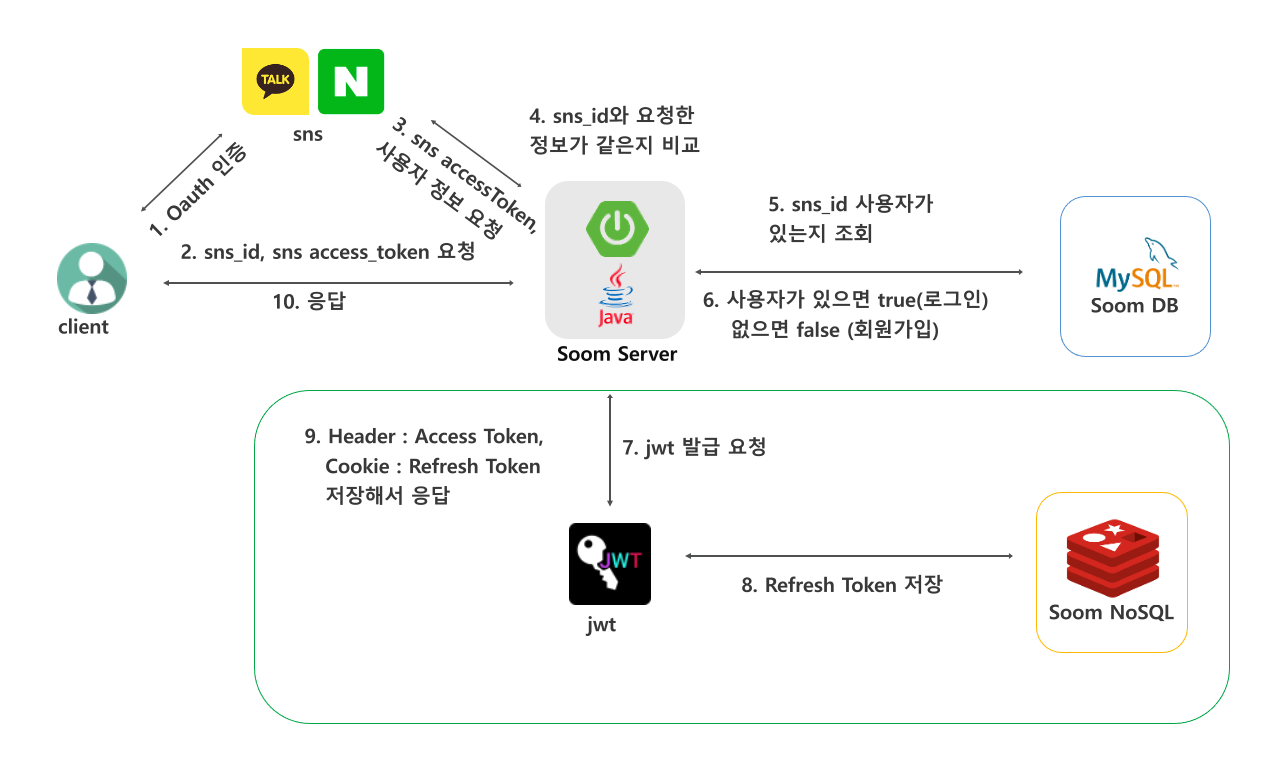 TALK
N
sns
1. Oauth 인증
3. sns accessToken,
사용자 정보 요청
4. sns_id와 요청한
정보가 같은지 비교
2. sns_id, sns access_token 요청
10. 응답
client
Java
Soom Server
5. sns_id 사용자가
있는지 조회
6. 사용자가 있으면 true(로그인)
없으면 false (회원가입)
MySQL
Soom DB
9. Header : Access Token,
Cookie : Refresh Token
저장해서 응답
7. jwt 발급 요청
JWT
jwt
8. Refresh Token 저장
Soom NoSQL